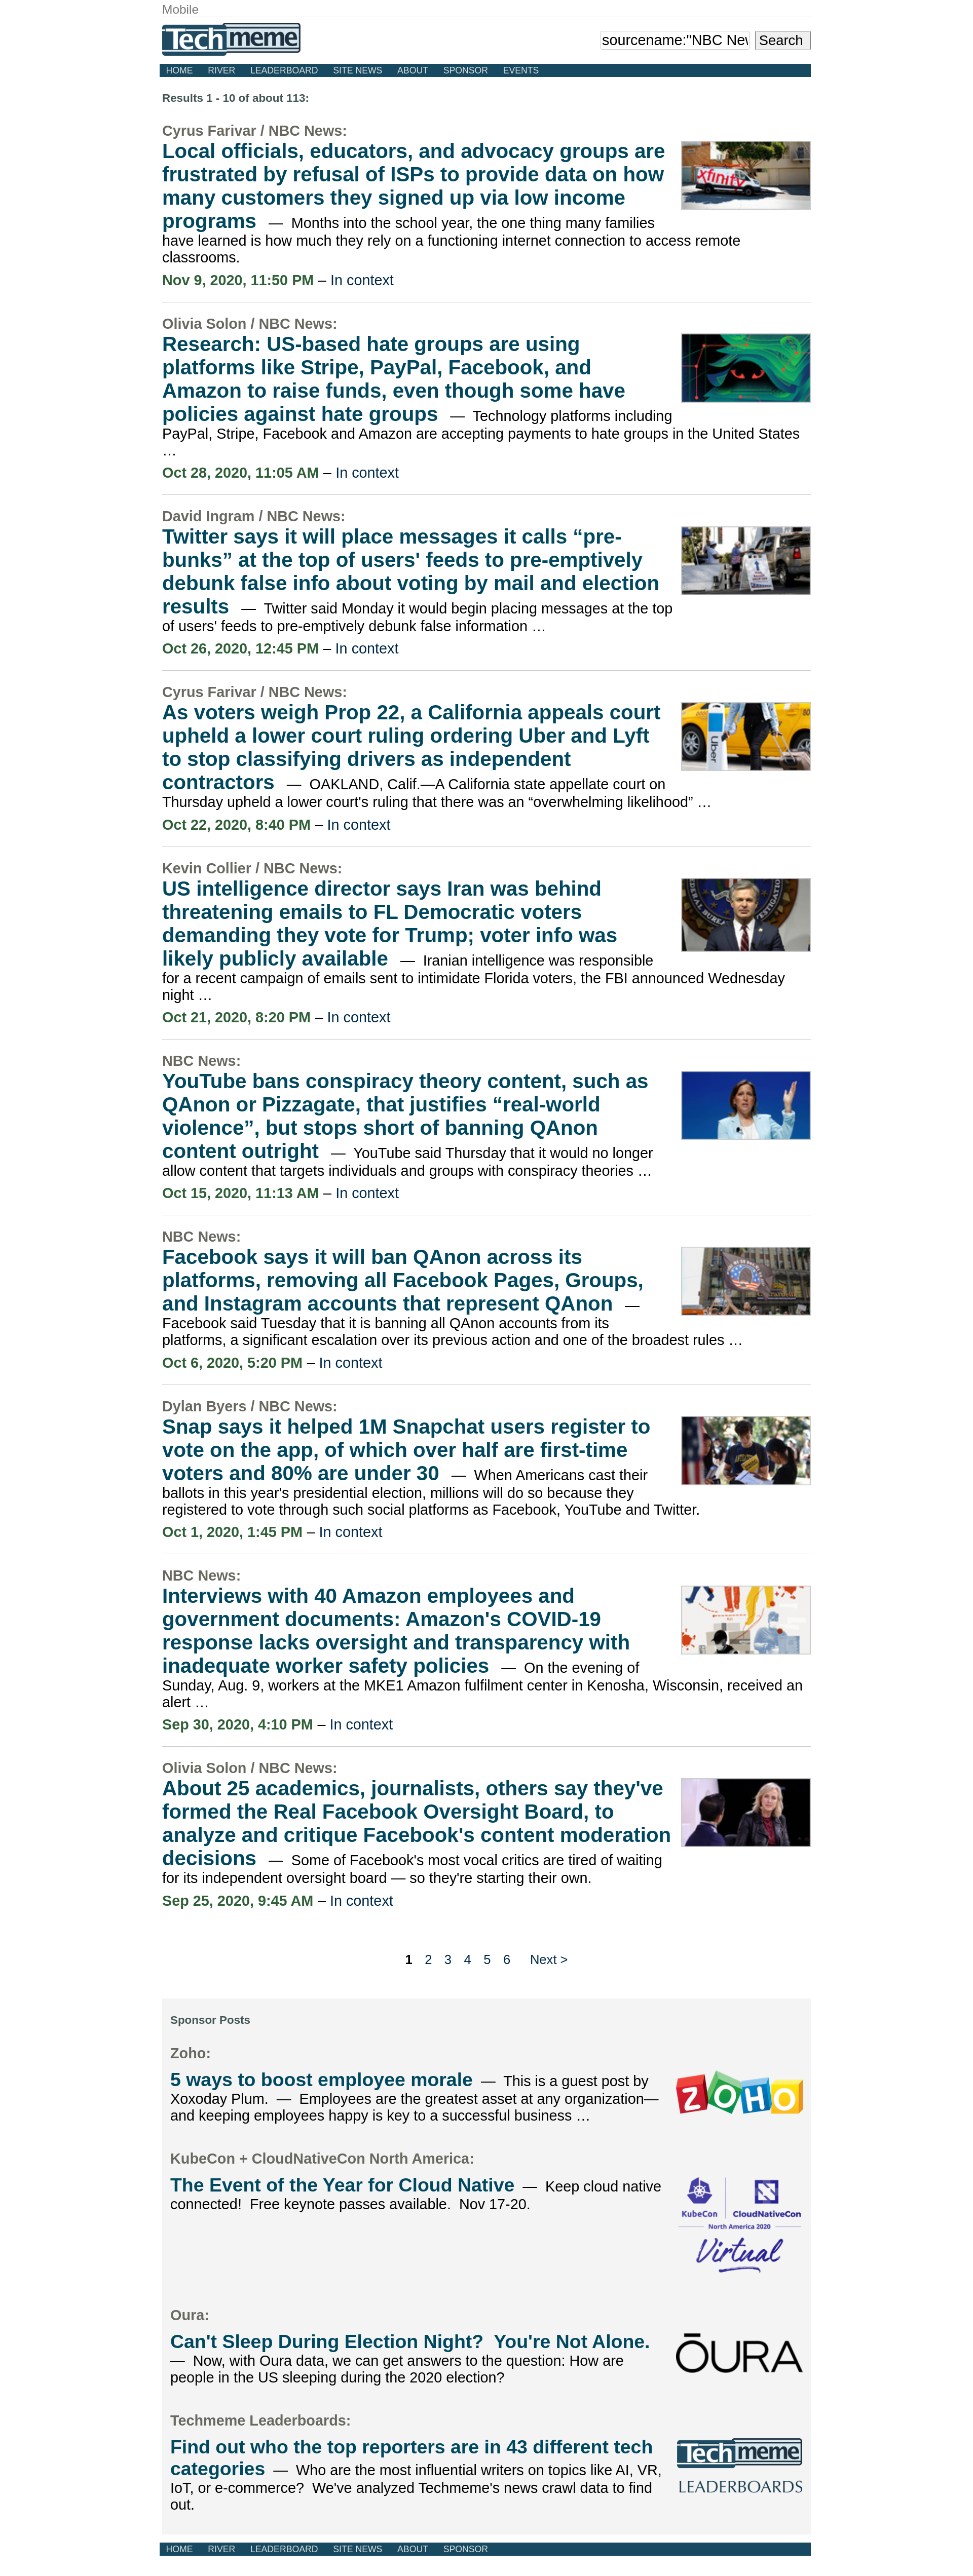 Mobile
Techmeme
sourcename:"NBC Nev
Search
HOME RIVER LEADERBOARD SITE NEWS ABOUT SPONSOR EVENTS
Results 1 - 10 of about 113:
Cyrus Farivar / NBC News:
Local officials, educators, and advocacy groups are
frustrated by refusal of ISPs to provide data on how
many customers they signed up via low income
programs — Months into the school year, the one thing many families
have learned is how much they rely on a functioning internet connection to access remote
classrooms.
xfinity
Nov 9, 2020, 11:50 PM – In context
Olivia Solon / NBC News:
Research: US-based hate groups are using
platforms like Stripe, PayPal, Facebook, and
Amazon to raise funds, even though some have
policies against hate groups — Technology platforms including
PayPal, Stripe, Facebook and Amazon are accepting payments to hate groups in the United States
…
Oct 28, 2020, 11:05 AM – In context
David Ingram / NBC News:
Twitter says it will place messages it calls “pre-
bunks” at the top of users' feeds to pre-emptively
debunk false info about voting by mail and election
results — Twitter said Monday it would begin placing messages at the top
of users' feeds to pre-emptively debunk false information …
Oct 26, 2020, 12:45 PM – In context
Cyrus Farivar / NBC News:
As voters weigh Prop 22, a California appeals court
upheld a lower court ruling ordering Uber and Lyft
to stop classifying drivers as independent
contractors — OAKLAND, Calif.—A California state appellate court on
Thursday upheld a lower court's ruling that there was an “overwhelming likelihood” …
Uber
Oct 22, 2020, 8:40 PM – In context
Kevin Collier / NBC News:
US intelligence director says Iran was behind
threatening emails to FL Democratic voters
demanding they vote for Trump; voter info was
likely publicly available — Iranian intelligence was responsible
for a recent campaign of emails sent to intimidate Florida voters, the FBI announced Wednesday
night …
Oct 21, 2020, 8:20 PM – In context
NBC News:
YouTube bans conspiracy theory content, such as
QAnon or Pizzagate, that justifies “real-world
violence”, but stops short of banning QAnon
content outright — YouTube said Thursday that it would no longer
allow content that targets individuals and groups with conspiracy theories …
Oct 15, 2020, 11:13 AM – In context
NBC News:
Facebook says it will ban QAnon across its
platforms, removing all Facebook Pages, Groups,
and Instagram accounts that represent QAnon —
Facebook said Tuesday that it is banning all QAnon accounts from its
platforms, a significant escalation over its previous action and one of the broadest rules …
Oct 6, 2020, 5:20 PM – In context
Dylan Byers / NBC News:
Snap says it helped 1M Snapchat users register to
vote on the app, of which over half are first-time
voters and 80% are under 30 — When Americans cast their
ballots in this year's presidential election, millions will do so because they
registered to vote through such social platforms as Facebook, YouTube and Twitter.
Oct 1, 2020, 1:45 PM – In context
NBC News:
Interviews with 40 Amazon employees and
government documents: Amazon's COVID-19
response lacks oversight and transparency with
inadequate worker safety policies — On the evening of
Sunday, Aug. 9, workers at the MKE1 Amazon fulfilment center in Kenosha, Wisconsin, received an
alert …
Sep 30, 2020, 4:10 PM – In context
Olivia Solon / NBC News:
About 25 academics, journalists, others say they've
formed the Real Facebook Oversight Board, to
analyze and critique Facebook's content moderation
decisions — Some of Facebook's most vocal critics are tired of waiting
for its independent oversight board — so they're starting their own.
Sep 25, 2020, 9:45 AM – In context
1 2 3 4 5 6 Next >
Sponsor Posts
Zoho:
5 ways to boost employee morale — This is a guest post by
Xoxoday Plum. — Employees are the greatest asset at any organization—
and keeping employees happy is key to a successful business …
ZOHO
KubeCon + CloudNativeCon North America:
The Event of the Year for Cloud Native — Keep cloud native
connected! Free keynote passes available. Nov 17-20.
KubeCon CloudNativeCon
North America 2020
Virtual
Oura:
Can't Sleep During Election Night? You're Not Alone.
— Now, with Oura data, we can get answers to the question: How are
people in the US sleeping during the 2020 election?
ŌURA
Techmeme Leaderboards:
Find out who the top reporters are in 43 different tech
categories — Who are the most influential writers on topics like AI, VR,
IoT, or e-commerce? We've analyzed Techmeme's news crawl data to find
out.
Techmeme
LEADERBOARDS
HOME RIVER LEADERBOARD SITE NEWS ABOUT SPONSOR